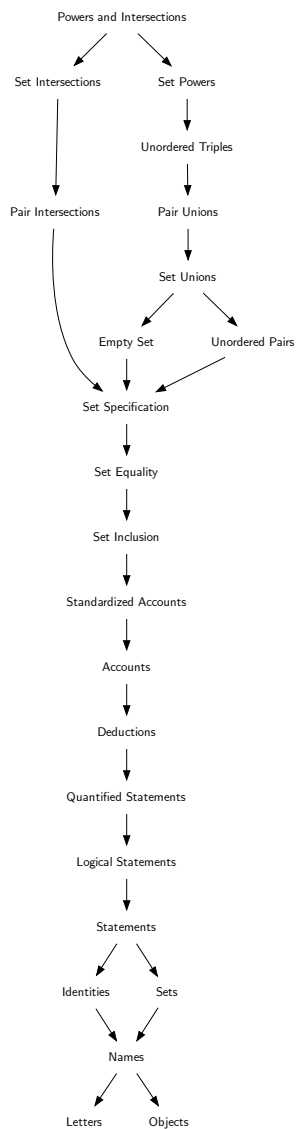 Powers and Intersections
Set Intersections
Set Powers
Unordered Triples
Pair Intersections
Pair Unions
Set Unions
Empty Set
Unordered Pairs
Set Specification
Set Equality
Set Inclusion
Standardized Accounts
Accounts
Deductions
Quantified Statements
Logical Statements
Statements
Identities
Sets
Names
Letters
Objects